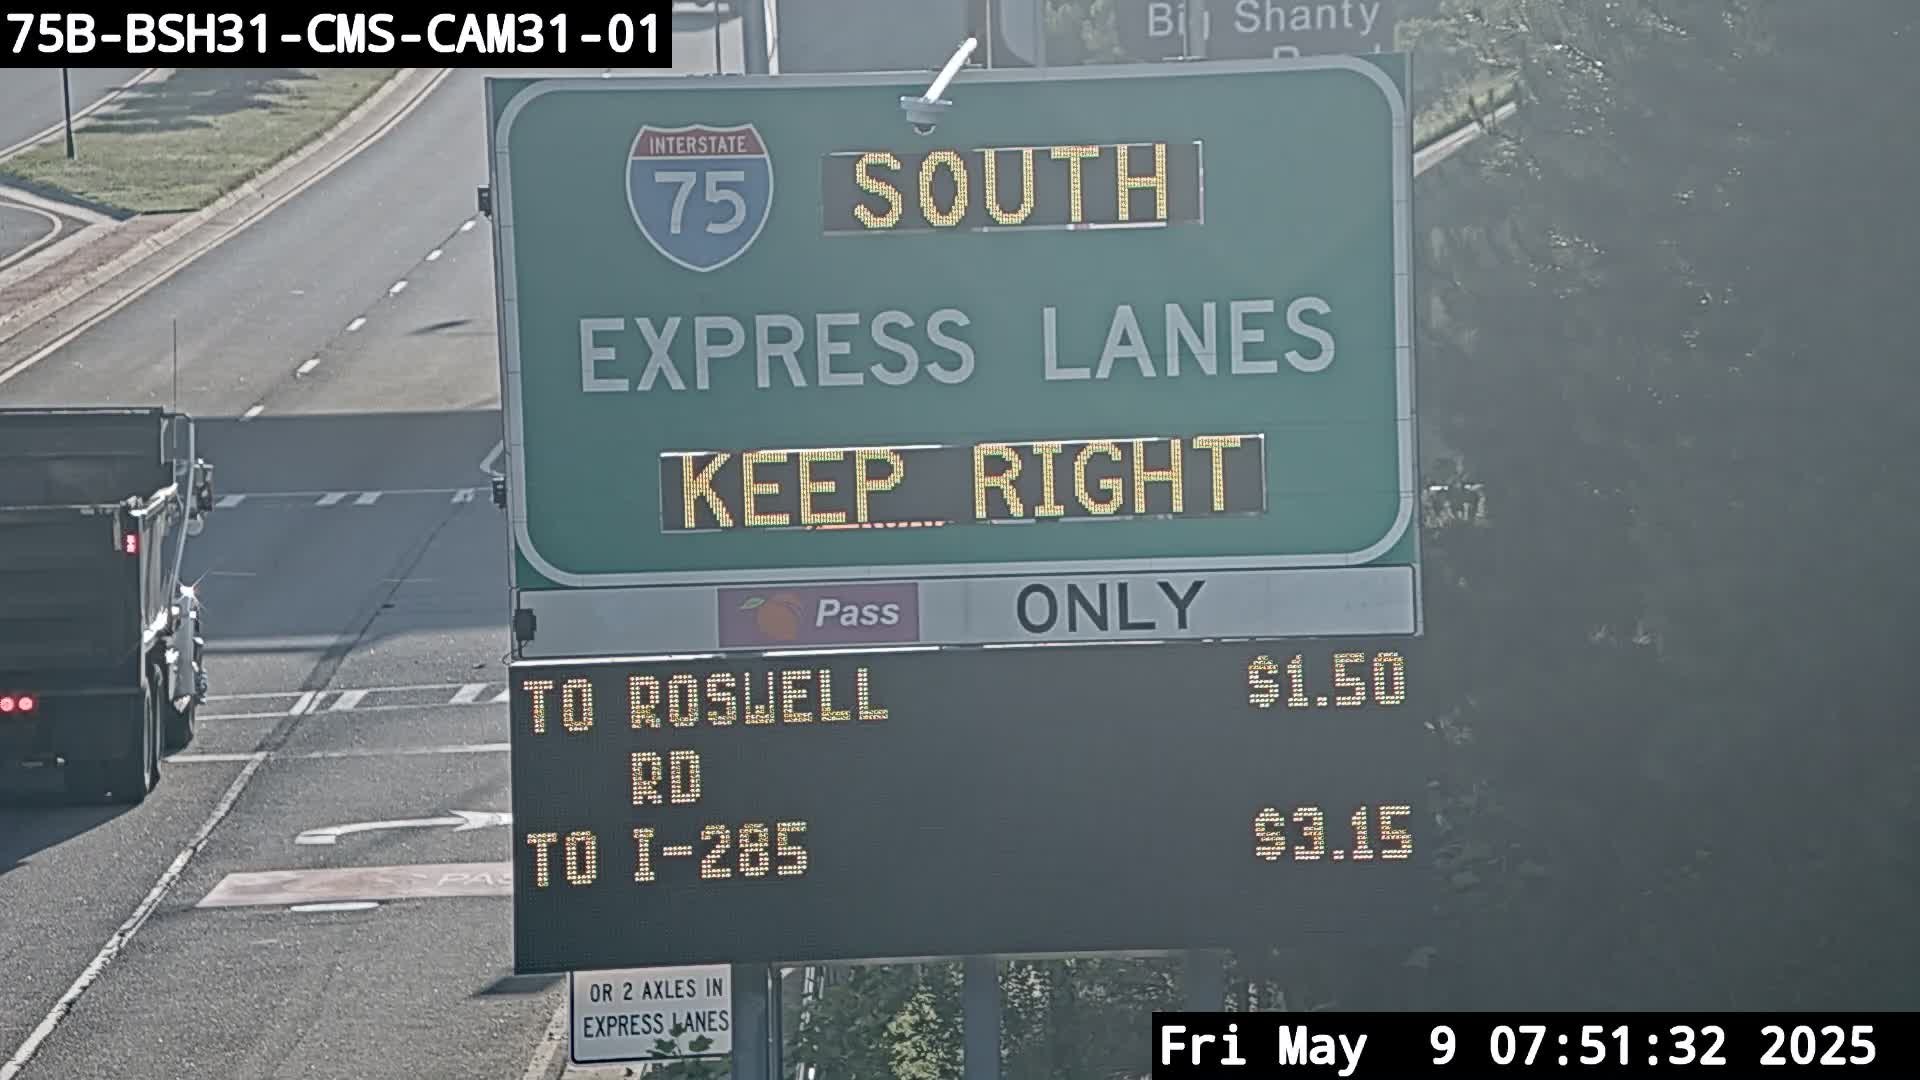 75B-BSH31-CMS-CAM31-01
Big Shanty
INTERSTATE
75
SOUTH
EXPRESS LANES
KEEP RIGHT
Pass ONLY
TO ROSWELL $1.50
RD
TO I-285 $3.15
OR 2 AXLES IN
EXPRESS LANES
Fri May 9 07:51:32 2025